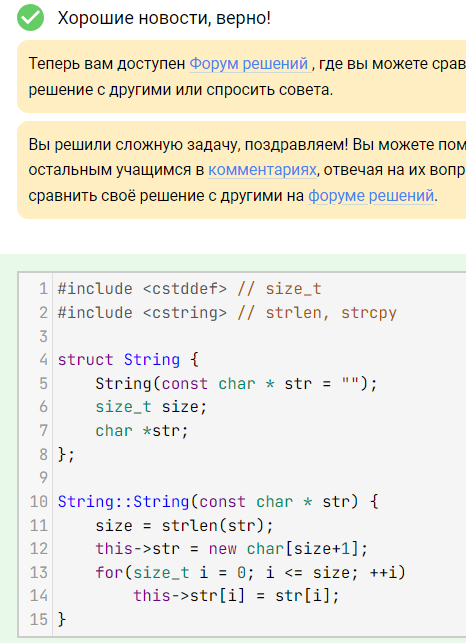 Хорошие новости, верно!
Теперь вам доступен Форум решений , где вы можете срав
решение с другими или спросить совета.
Вы решили сложную задачу, поздравляем! Вы можете пом
остальным учащимся в комментариях, отвечая на их вопр
сравнить своё решение с другими на форуме решений.
1 #include <cstddef> // size_t
2 #include <cstring> // strlen, strcpy
3
4 struct String {
5     String(const char * str = "");
6     size_t size;
7     char *str;
8 };
9
10 String::String(const char * str) {
11     size = strlen(str);
12     this->str = new char[size+1];
13     for(size_t i = 0; i <= size; ++i)
14         this->str[i] = str[i];
15 }